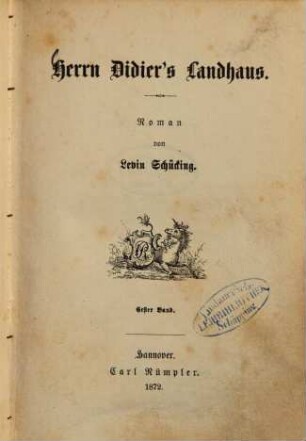 Herrn Didier's Landhaus.
Roman
von
Levin Schücking.
Erster Band.
Hannover.
Carl Rümpler.
1872.